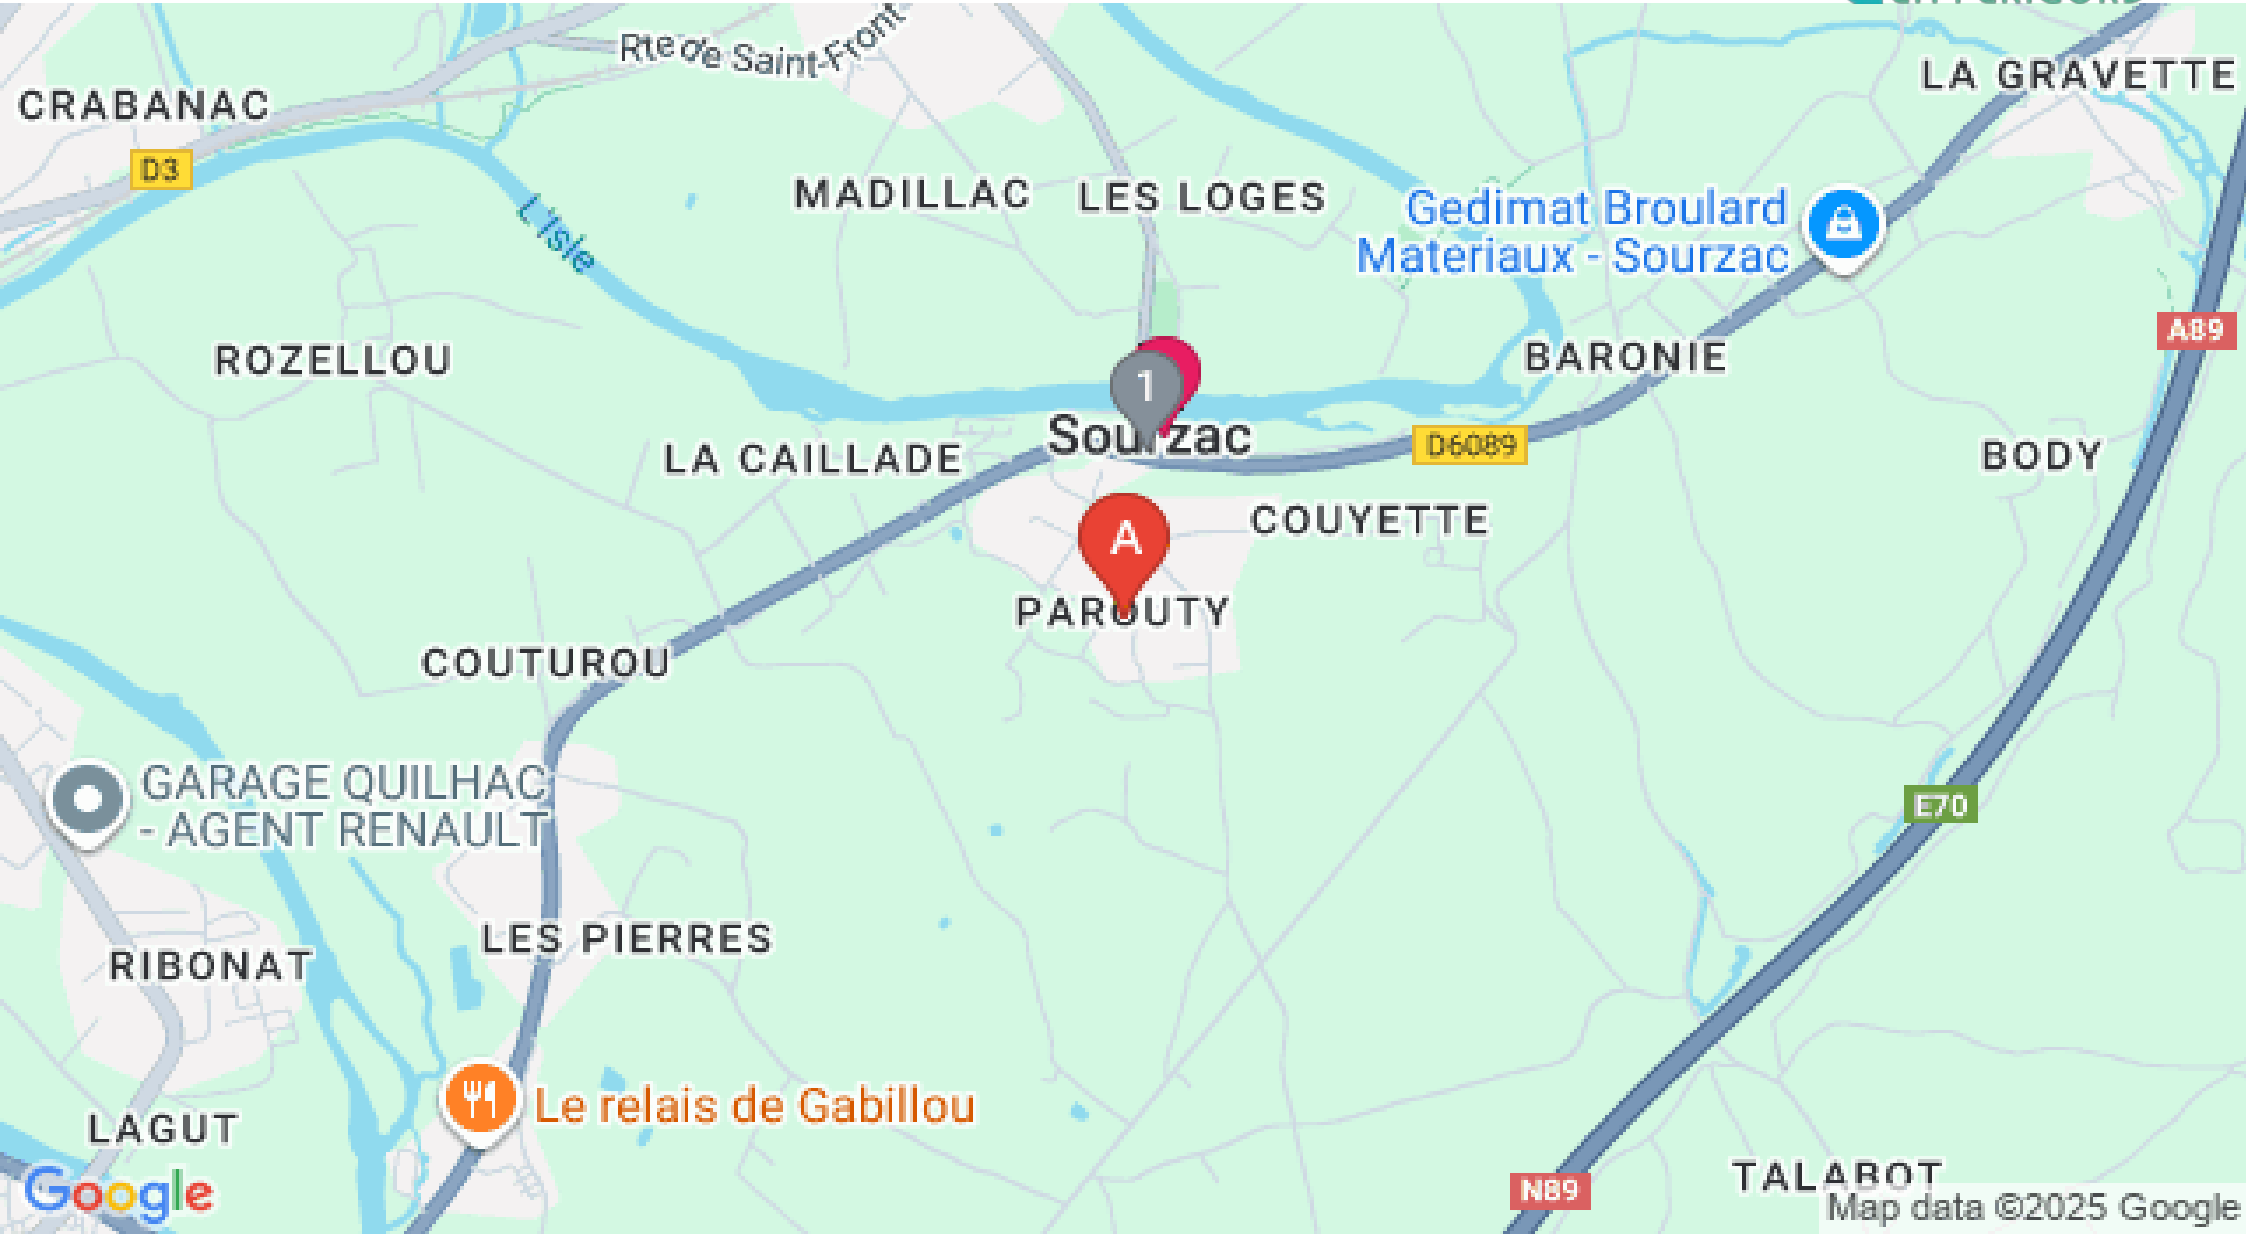 Rte de Saint-Front
LA GRAVETTE
CRABANAC
D3
MADILLAC
LES LOGES
Gedimat Broulard
Materiaux - Sourzac
L'Isle
A89
ROZELLOU
BARONIE
1
Sourzac
D6089
LA CAILLADE
BODY
COUYETTE
A
PAROUTY
COUTUROU
GARAGE QUILHAC
- AGENT RENAULT
E70
LES PIERRES
RIBONAT
Le relais de Gabillou
LAGUT
TALABOT
N89
Google
Map data ©2025 Google